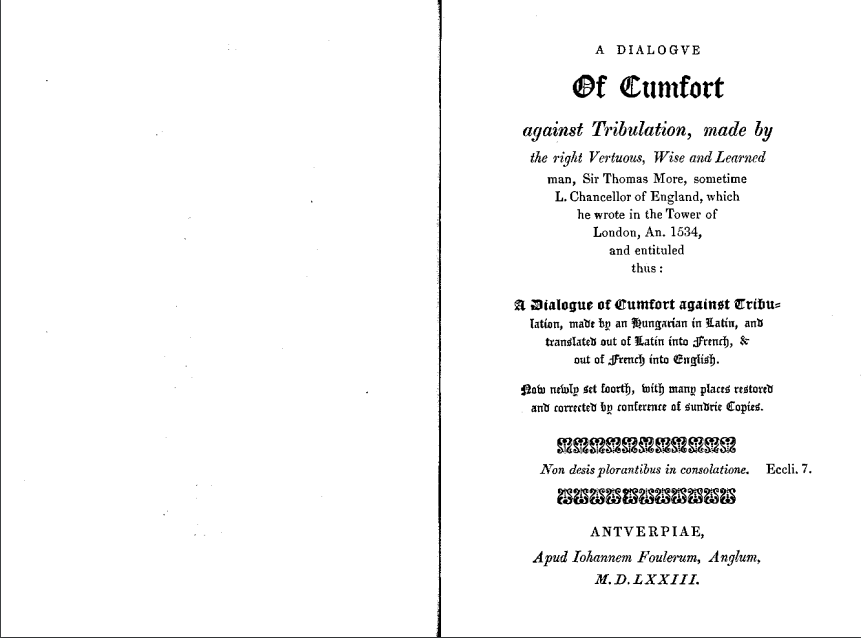 A DIALOGVE
Of Cumfort
against Tribulation, made by
the right Vertuous, Wise and Learned
man, Sir Thomas More, sometime
L. Chancellor of England, which
he wrote in the Tower of
London, An. 1534,
and entituled
thus:
A Dialogue of Cumfort against Tribu=
lation, made by an Hungarian in Latin, and
translated out of Latin into French, &
out of French into English.
Now newly set foorth, with many places restored
and corrected by conference of sundrie Copies.
Non desis plorantibus in consolatione. Eccli. 7.
ANTVERPIAE,
Apud Iohannem Foulerum, Anglum,
M.D.LXXIII.